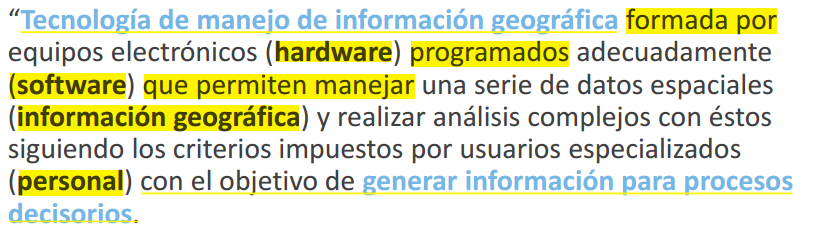 “Tecnología de manejo de información geográfica formada por
equipos electrónicos (hardware) programados adecuadamente
(software) que permiten manejar una serie de datos espaciales
(información geográfica) y realizar análisis complejos con éstos
siguiendo los criterios impuestos por usuarios especializados
(personal) con el objetivo de generar información para procesos
decisorios.